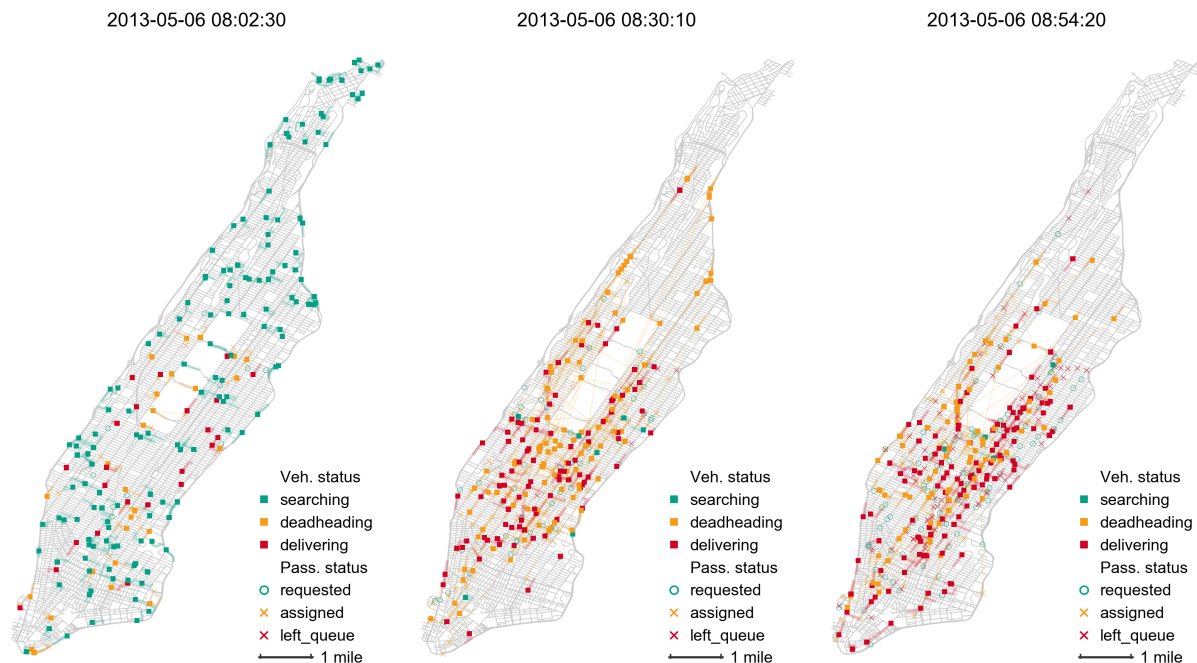 2013-05-06 08:02:30
2013-05-06 08:30:10
2013-05-06 08:54:20
Veh. status
searching
deadheading
delivering
Pass. status
requested
assigned
left_queue
1 mile
Veh. status
searching
deadheading
delivering
Pass. status
requested
assigned
left_queue
1 mile
Veh. status
searching
deadheading
delivering
Pass. status
requested
assigned
left_queue
1 mile